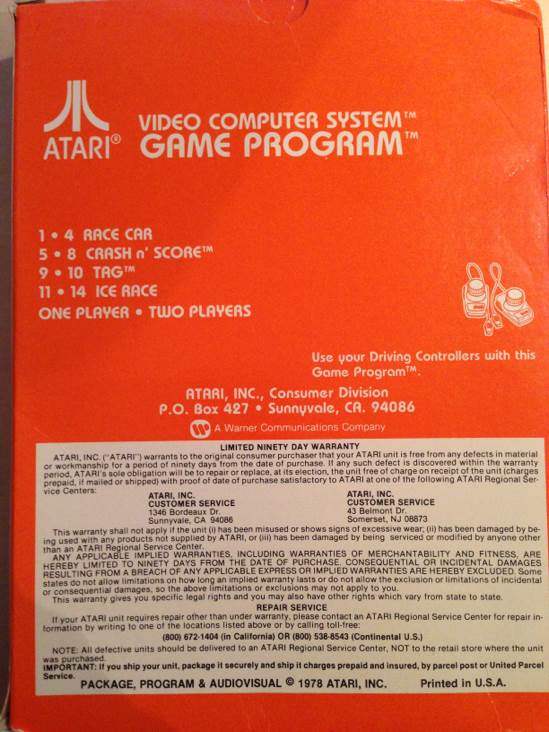 ATARI®
VIDEO COMPUTER SYSTEM™
GAME PROGRAM™
1 • 4 RACE CAR
5 • 8 CRASH n' SCORE™
9 • 10 TAG™
11 • 14 ICE RACE
ONE PLAYER • TWO PLAYERS
Use your Driving Controllers with this
Game Program™.
ATARI, INC., Consumer Division
P.O. Box 427 • Sunnyvale, CA. 94086
A Warner Communications Company
LIMITED NINETY DAY WARRANTY
ATARI, INC. ("ATARI") warrants to the original consumer purchaser that your ATARI unit is free from any defects in material
or workmanship for a period of ninety days from the date of purchase. If any such defect is discovered within the warranty
period, ATARI's sole obligation will be to repair or replace, at its election, the unit free of charge on receipt of the unit (charges
prepaid, if mailed or shipped) with proof of date of purchase satisfactory to ATARI at one of the following ATARI Regional Ser-
vice Centers:
ATARI, INC.
CUSTOMER SERVICE
1346 Bordeaux Dr.
Sunnyvale, CA 94086
ATARI, INC.
CUSTOMER SERVICE
43 Belmont Dr.
Somerset, NJ 08873
This warranty shall not apply if the unit (i) has been misused or shows signs of excessive wear; (ii) has been damaged by be-
ing used with any products not supplied by ATARI, or (iii) has been damaged by being serviced or modified by anyone other
than an ATARI Regional Service Center.
ANY APPLICABLE IMPLIED WARRANTIES, INCLUDING WARRANTIES OF MERCHANTABILITY AND FITNESS, ARE
HEREBY LIMITED TO NINETY DAYS FROM THE DATE OF PURCHASE. CONSEQUENTIAL OR INCIDENTAL DAMAGES
RESULTING FROM A BREACH OF ANY APPLICABLE EXPRESS OR IMPLIED WARRANTIES ARE HEREBY EXCLUDED. Some
states do not allow limitations on how long an implied warranty lasts or do not allow the exclusion or limitations of incidental
or consequential damages, so the above limitations or exclusions may not apply to you.
This warranty gives you specific legal rights and you may also have other rights which vary from state to state.
REPAIR SERVICE
If your ATARI unit requires repair other than under warranty, please contact an ATARI Regional Service Center for repair in-
formation by writing to one of the locations listed above or by calling toll-free:
(800) 672-1404 (in California) OR (800) 538-8543 (Continental U.S.)
NOTE: All defective units should be delivered to an ATARI Regional Service Center, NOT to the retail store where the unit
was purchased.
IMPORTANT: If you ship your unit, package it securely and ship it charges prepaid and insured, by parcel post or United Parcel
Service.
PACKAGE, PROGRAM & AUDIOVISUAL © 1978 ATARI, INC. Printed in U.S.A.